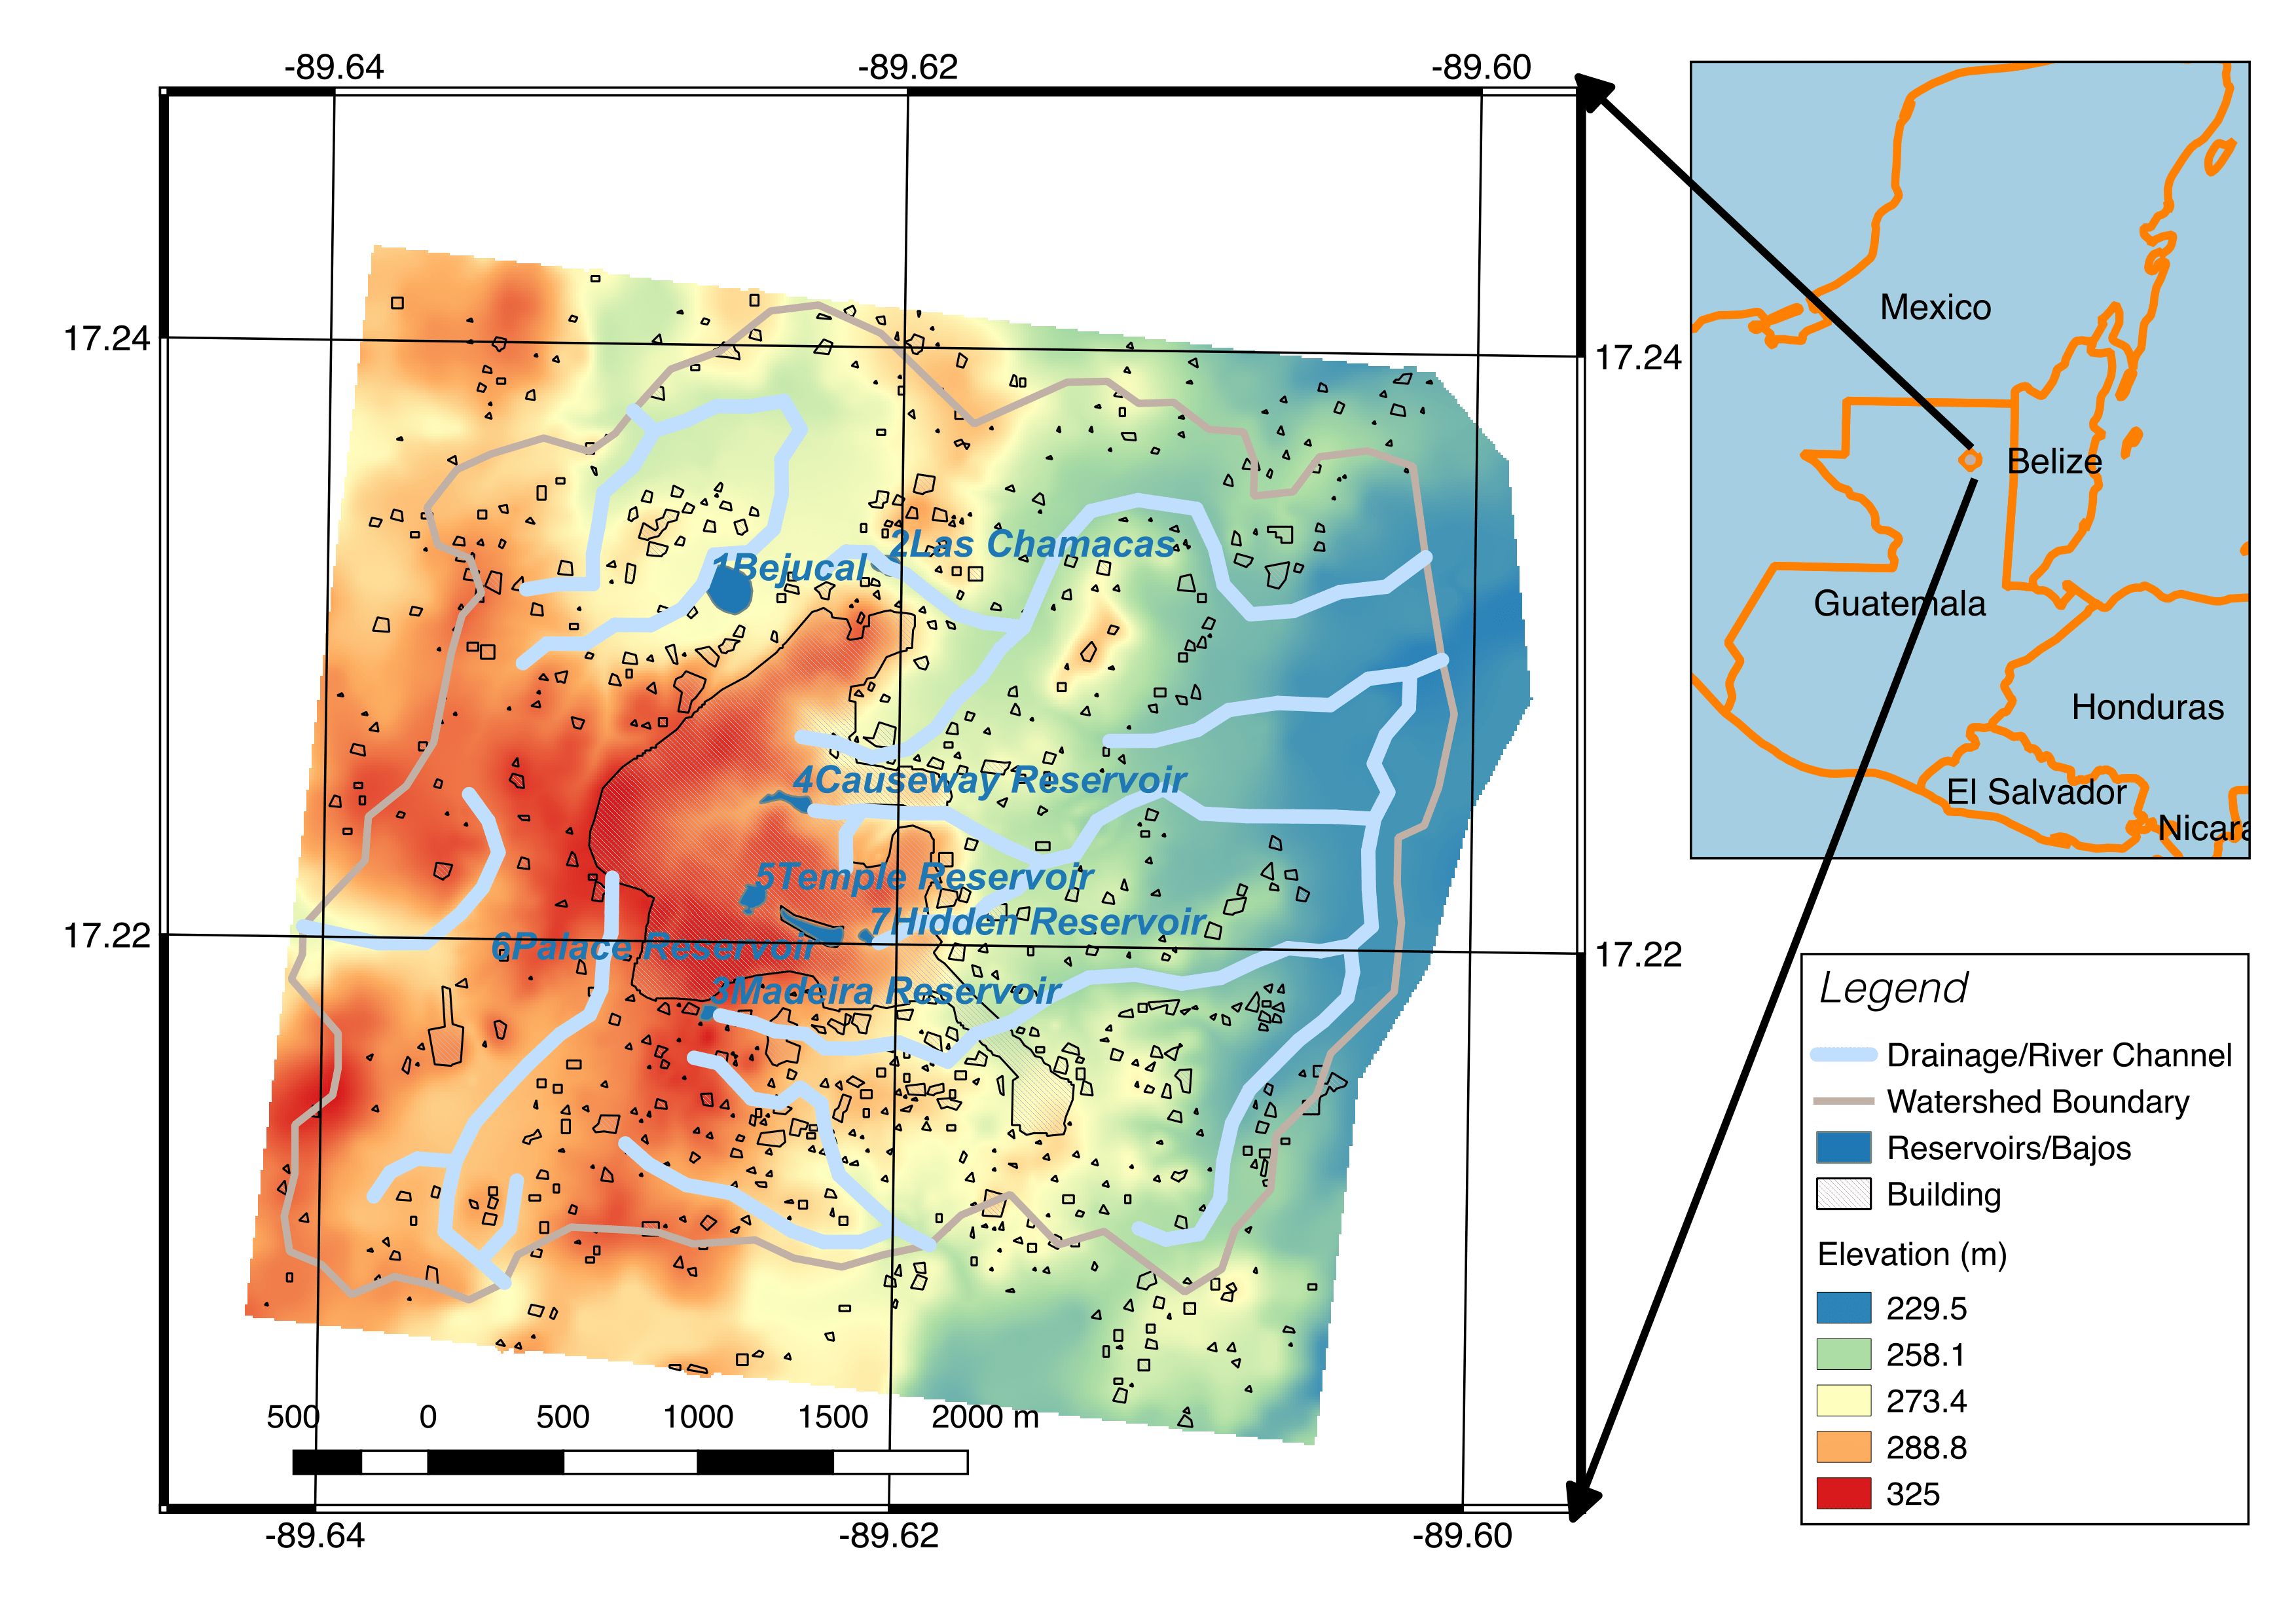 -89.64
-89.62
-89.60
17.24
17.24
2Las Chamacas
1Bejucal
4Causeway Reservoir
5Temple Reservoir
7Hidden Reservoir
17.22
6Palace Reservoir
17.22
3Madeira Reservoir
500 0 500 1000 1500 2000 m
-89.64
-89.62
-89.60
Mexico
Belize
Guatemala
Honduras
El Salvador
Nicara
Legend
Drainage/River Channel
Watershed Boundary
Reservoirs/Bajos
Building
Elevation (m)
229.5
258.1
273.4
288.8
325